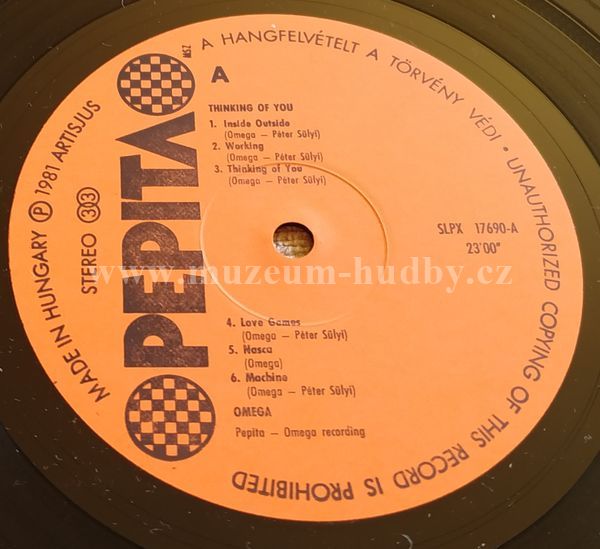 A HANGFELVÉTELT A TÖRVÉNY VÉDI • UNAUTHORIZED COPYING OF THIS RECORD IS PROHIBITED
MADE IN HUNGARY Ⓟ 1981 ARTISJUS
STEREO 33
PEPITA
MSZ
A
THINKING OF YOU
1. Inside Outside
(Omega — Péter Sülyi)
2. Working
(Omega — Péter Sülyi)
3. Thinking of You
(Omega — Péter Sülyi)
SLPX 17690-A
23'00"
www.muzeum-hudby.cz
4. Love Games
(Omega — Péter Sülyi)
5. Nasca
(Omega)
6. Machine
(Omega — Péter Sülyi)
OMEGA
Pepita — Omega recording